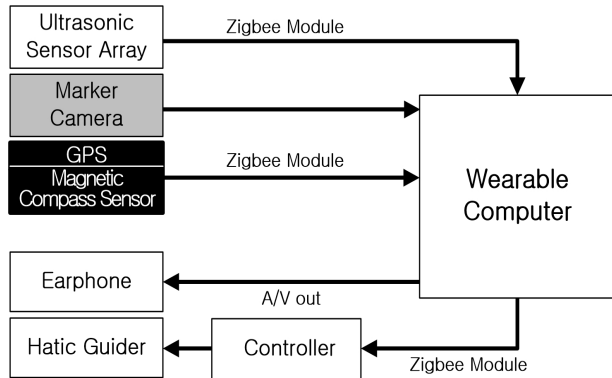 Ultrasonic
Sensor Array
Zigbee Module
Marker
Camera
GPS
Magnetic
Compass Sensor
Zigbee Module
Wearable
Computer
Earphone
A/V out
Hatic Guider
Controller
Zigbee Module